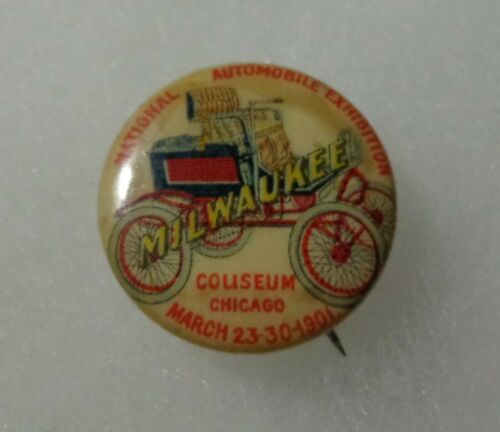 NATIONAL AUTOMOBILE EXHIBITION
MILWAUKEE
COLISEUM
CHICAGO
MARCH 23-30-1901